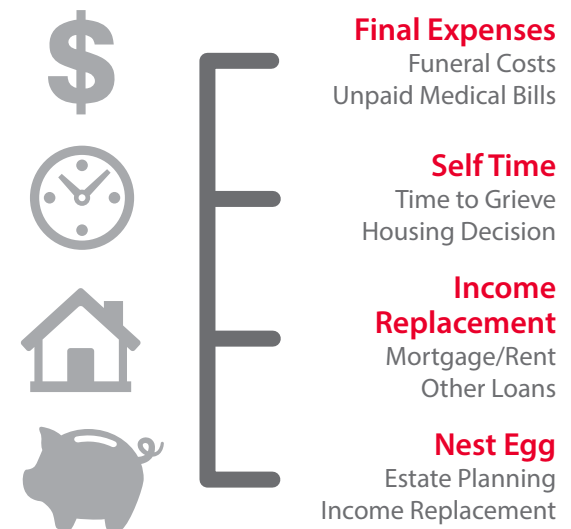 $
Final Expenses
Funeral Costs
Unpaid Medical Bills
Self Time
Time to Grieve
Housing Decision
Income
Replacement
Mortgage/Rent
Other Loans
Nest Egg
Estate Planning
Income Replacement